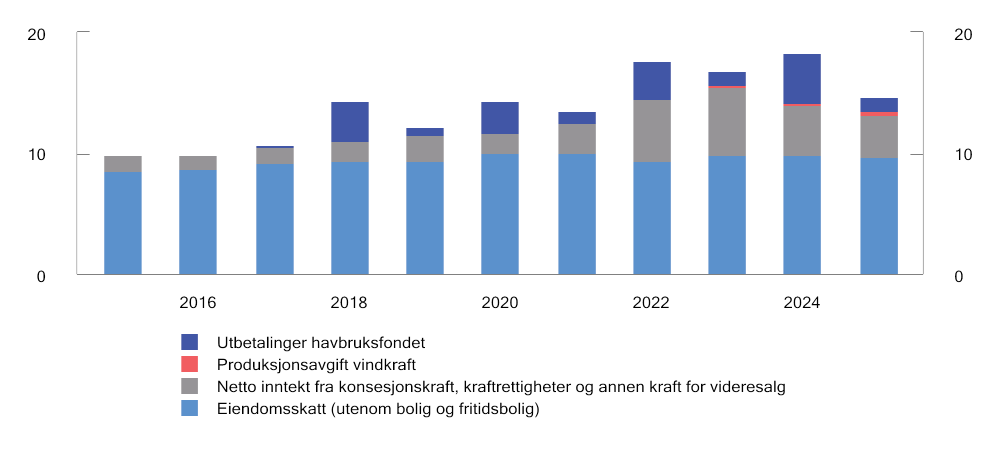 20 20
10 10
0 0
2016 2018 2020 2022 2024
Utbetalinger havbruksfondet
Produksjonsavgift vindkraft
Netto inntekt fra konsesjonskraft, kraftrettigheter og annen kraft for videresalg
Eiendomsskatt (utenom bolig og fritidsbolig)